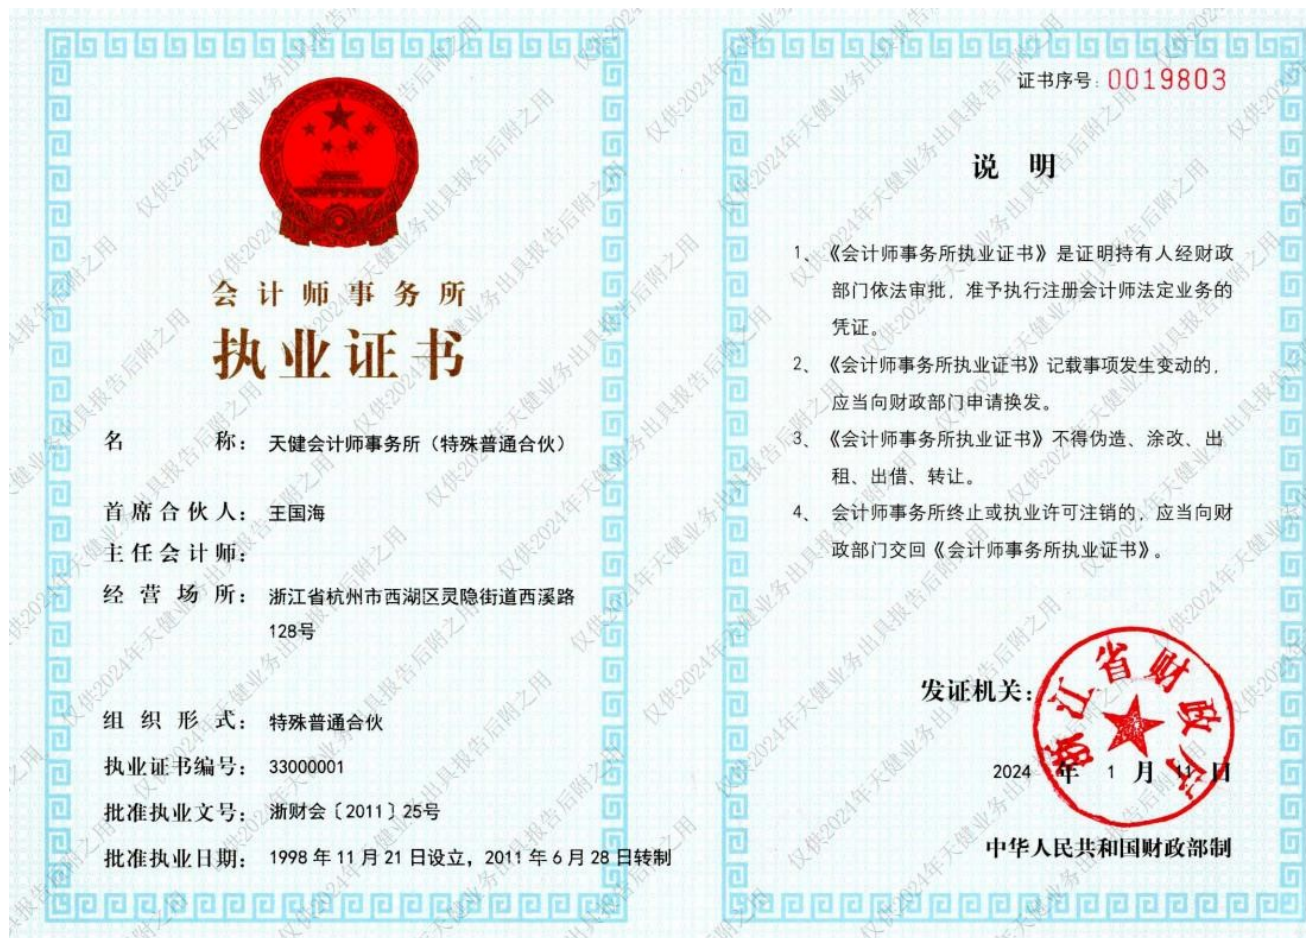 会计师事务所
执业证书
名 称： 天健会计师事务所（特殊普通合伙）
首席合伙人： 王国海
主任会计师：
经 营 场 所： 浙江省杭州市西湖区灵隐街道西溪路
128号
组 织 形 式： 特殊普通合伙
执业证书编号： 33000001
批准执业文号： 浙财会〔2011〕25号
批准执业日期： 1998年11月21日设立，2011年6月28日转制
证书序号：0019803
说 明
1、《会计师事务所执业证书》是证明持有人经财政
部门依法审批，准予执行注册会计师法定业务的
凭证。
2、《会计师事务所执业证书》记载事项发生变动的，
应当向财政部门申请换发。
3、《会计师事务所执业证书》不得伪造、涂改、出
租、出借、转让。
4、会计师事务所终止或执业许可注销的，应当向财
政部门交回《会计师事务所执业证书》。
发证机关：
浙江省财政厅
2024 年 1 月 11 日
中华人民共和国财政部制
仅供2024年天健业务出具报告后附之用